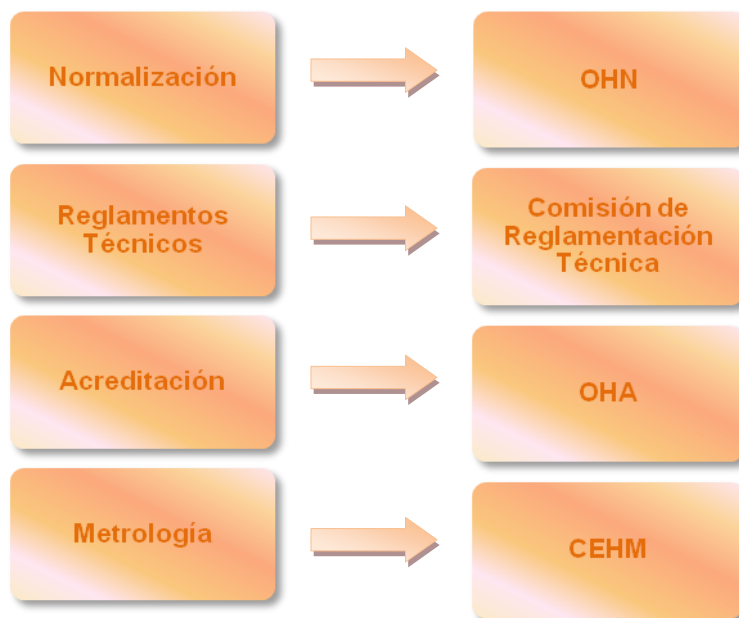 Normalización
OHN
Reglamentos
Técnicos
Comisión de
Reglamentación
Técnica
Acreditación
OHA
Metrología
CEHM